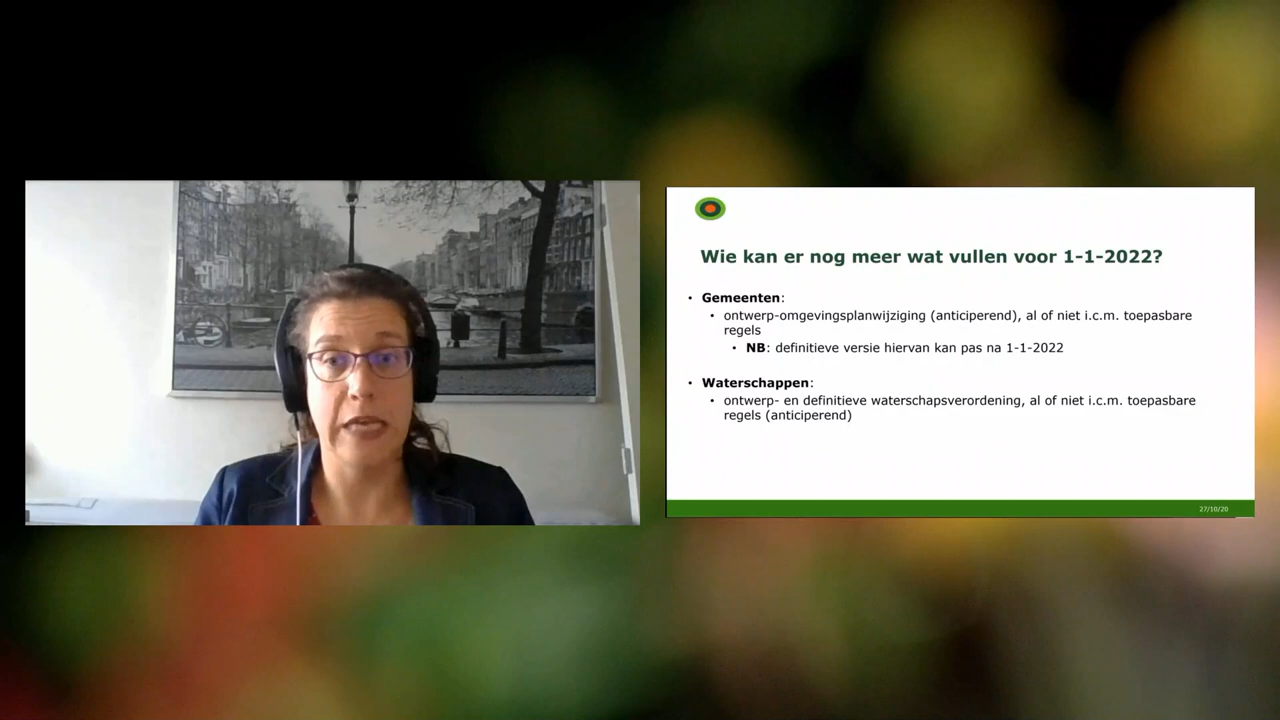 Wie kan er nog meer wat vullen voor 1-1-2022?
• Gemeenten:
• ontwerp-omgevingsplanwijziging (anticiperend), al of niet i.c.m. toepasbare
regels
• NB: definitieve versie hiervan kan pas na 1-1-2022
• Waterschappen:
• ontwerp- en definitieve waterschapsverordening, al of niet i.c.m. toepasbare
regels (anticiperend)
27/10/20